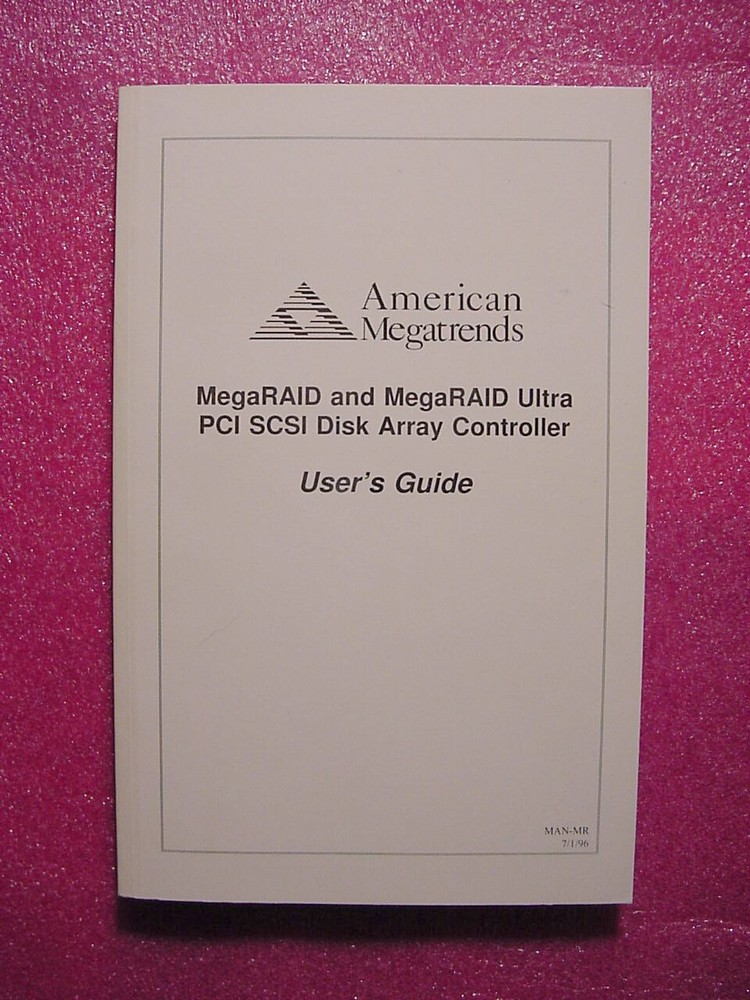 American
Megatrends
MegaRAID and MegaRAID Ultra
PCI SCSI Disk Array Controller
User's Guide
MAN-MR
7/1/96